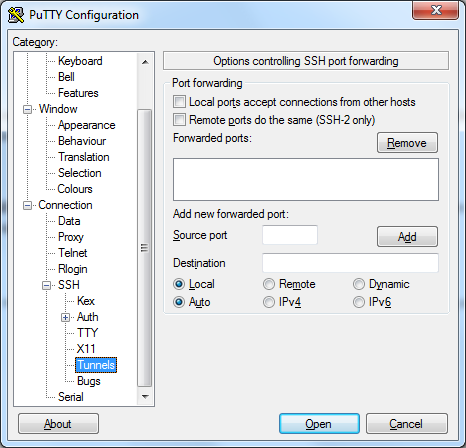 PuTTY Configuration
Category:
Keyboard
Bell
Features
Window
Appearance
Behaviour
Translation
Selection
Colours
Connection
Data
Proxy
Telnet
Rlogin
SSH
Kex
Auth
TTY
X11
Tunnels
Bugs
Serial
Options controlling SSH port forwarding
Port forwarding
Local ports accept connections from other hosts
Remote ports do the same (SSH-2 only)
Forwarded ports:
Remove
Add new forwarded port:
Source port
Add
Destination
Local Remote Dynamic
Auto IPv4 IPv6
About Open Cancel